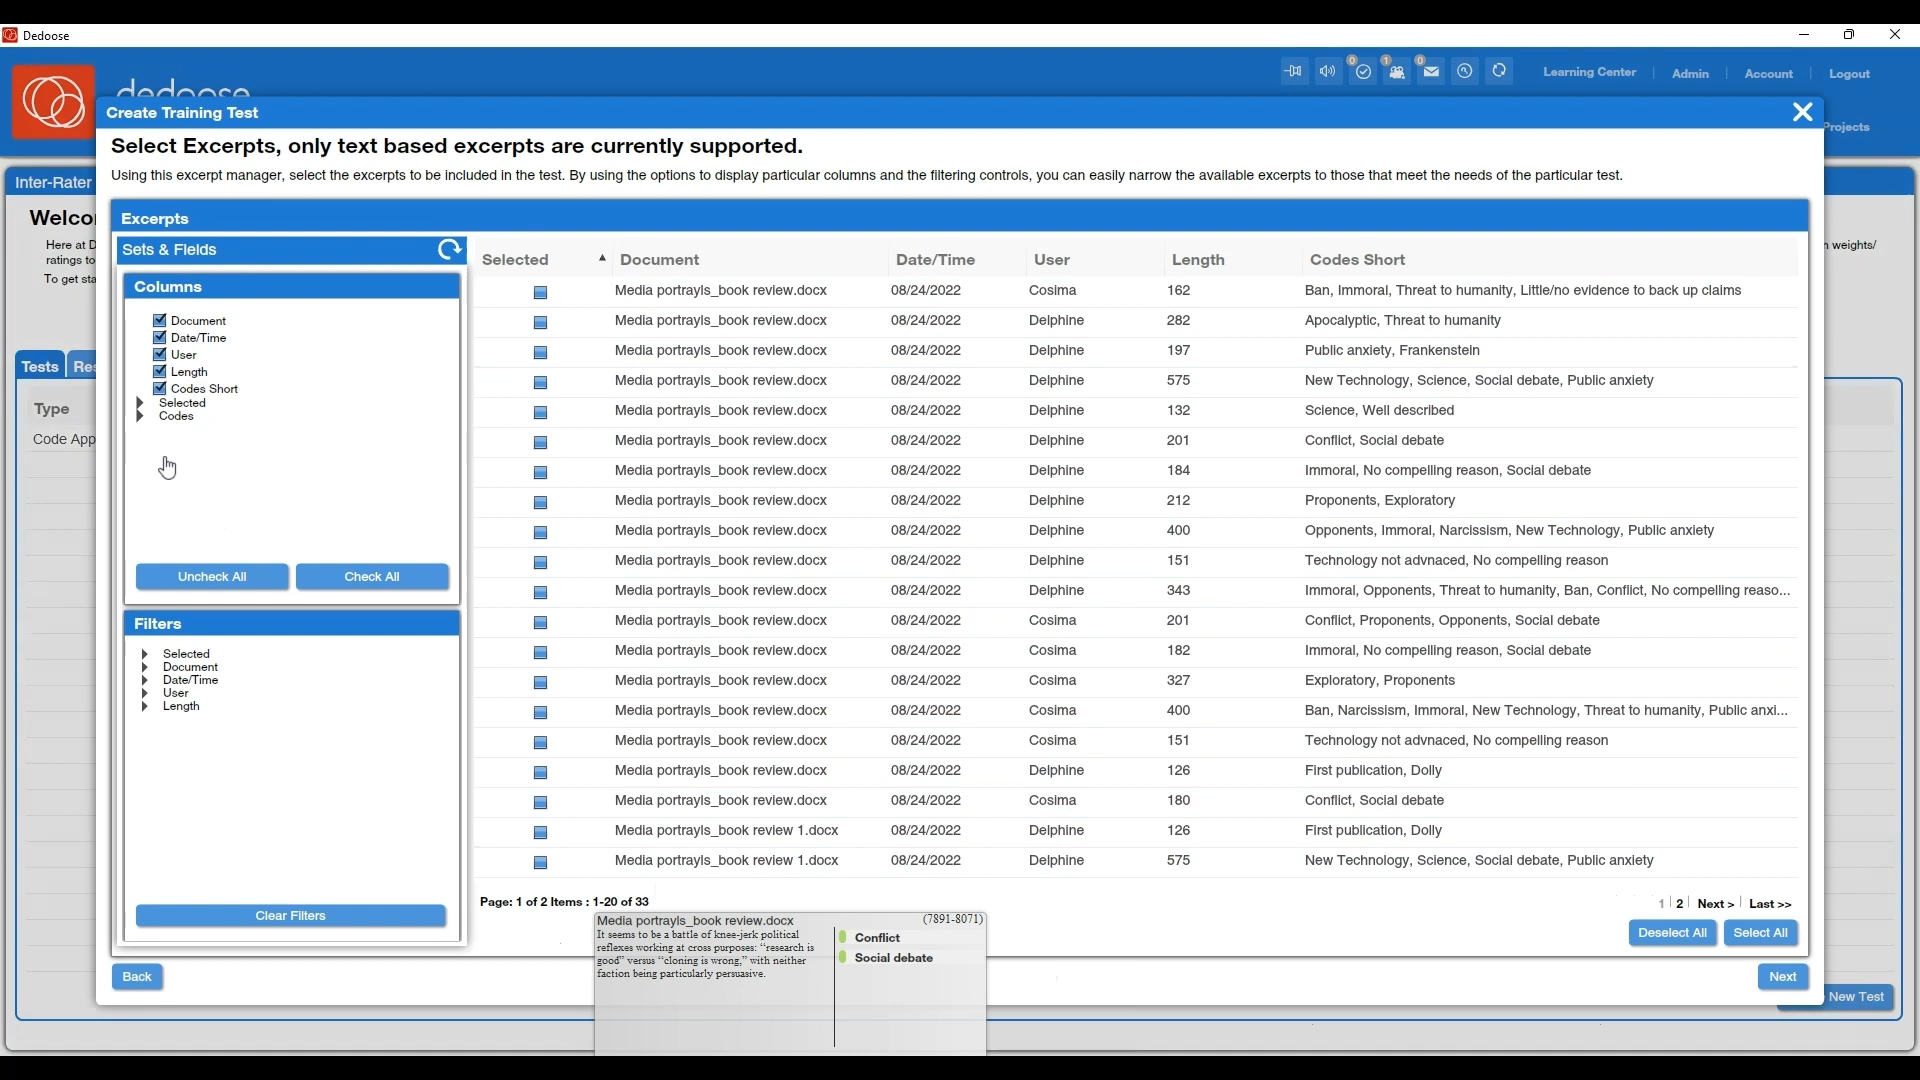 Dedoose
dedoose
0
1
0
Learning Center
Admin
Account
Logout
Projects
Create Training Test
Select Excerpts, only text based excerpts are currently supported.
Using this excerpt manager, select the excerpts to be included in the test. By using the options to display particular columns and the filtering controls, you can easily narrow the available excerpts to those that meet the needs of the particular test.
Inter-Rater
Welco
Here at D
ratings to
To get sta
n weights/
Tests
Res
Type
Code App
Excerpts
Sets & Fields
Columns
Document
Date/Time
User
Length
Codes Short
Selected
Codes
Uncheck All
Check All
Filters
Selected
Document
Date/Time
User
Length
Clear Filters
Selected Document Date/Time User Length Codes Short
Media portrayls_book review.docx 08/24/2022 Cosima 162 Ban, Immoral, Threat to humanity, Little/no evidence to back up claims
Media portrayls_book review.docx 08/24/2022 Delphine 282 Apocalyptic, Threat to humanity
Media portrayls_book review.docx 08/24/2022 Delphine 197 Public anxiety, Frankenstein
Media portrayls_book review.docx 08/24/2022 Delphine 575 New Technology, Science, Social debate, Public anxiety
Media portrayls_book review.docx 08/24/2022 Delphine 132 Science, Well described
Media portrayls_book review.docx 08/24/2022 Delphine 201 Conflict, Social debate
Media portrayls_book review.docx 08/24/2022 Delphine 184 Immoral, No compelling reason, Social debate
Media portrayls_book review.docx 08/24/2022 Delphine 212 Proponents, Exploratory
Media portrayls_book review.docx 08/24/2022 Delphine 400 Opponents, Immoral, Narcissism, New Technology, Public anxiety
Media portrayls_book review.docx 08/24/2022 Delphine 151 Technology not advnaced, No compelling reason
Media portrayls_book review.docx 08/24/2022 Delphine 343 Immoral, Opponents, Threat to humanity, Ban, Conflict, No compelling reaso...
Media portrayls_book review.docx 08/24/2022 Cosima 201 Conflict, Proponents, Opponents, Social debate
Media portrayls_book review.docx 08/24/2022 Cosima 182 Immoral, No compelling reason, Social debate
Media portrayls_book review.docx 08/24/2022 Cosima 327 Exploratory, Proponents
Media portrayls_book review.docx 08/24/2022 Cosima 400 Ban, Narcissism, Immoral, New Technology, Threat to humanity, Public anxi...
Media portrayls_book review.docx 08/24/2022 Cosima 151 Technology not advnaced, No compelling reason
Media portrayls_book review.docx 08/24/2022 Delphine 126 First publication, Dolly
Media portrayls_book review.docx 08/24/2022 Cosima 180 Conflict, Social debate
Media portrayls_book review 1.docx 08/24/2022 Delphine 126 First publication, Dolly
Media portrayls_book review 1.docx 08/24/2022 Delphine 575 New Technology, Science, Social debate, Public anxiety
Page: 1 of 2 Items : 1-20 of 33
1 2 Next > Last >>
Deselect All
Select All
Media portrayls_book review.docx (7891-8071)
It seems to be a battle of knee-jerk political
reflexes working at cross purposes: “research is
good” versus “cloning is wrong,” with neither
faction being particularly persuasive.
Conflict
Social debate
Back
Next
New Test